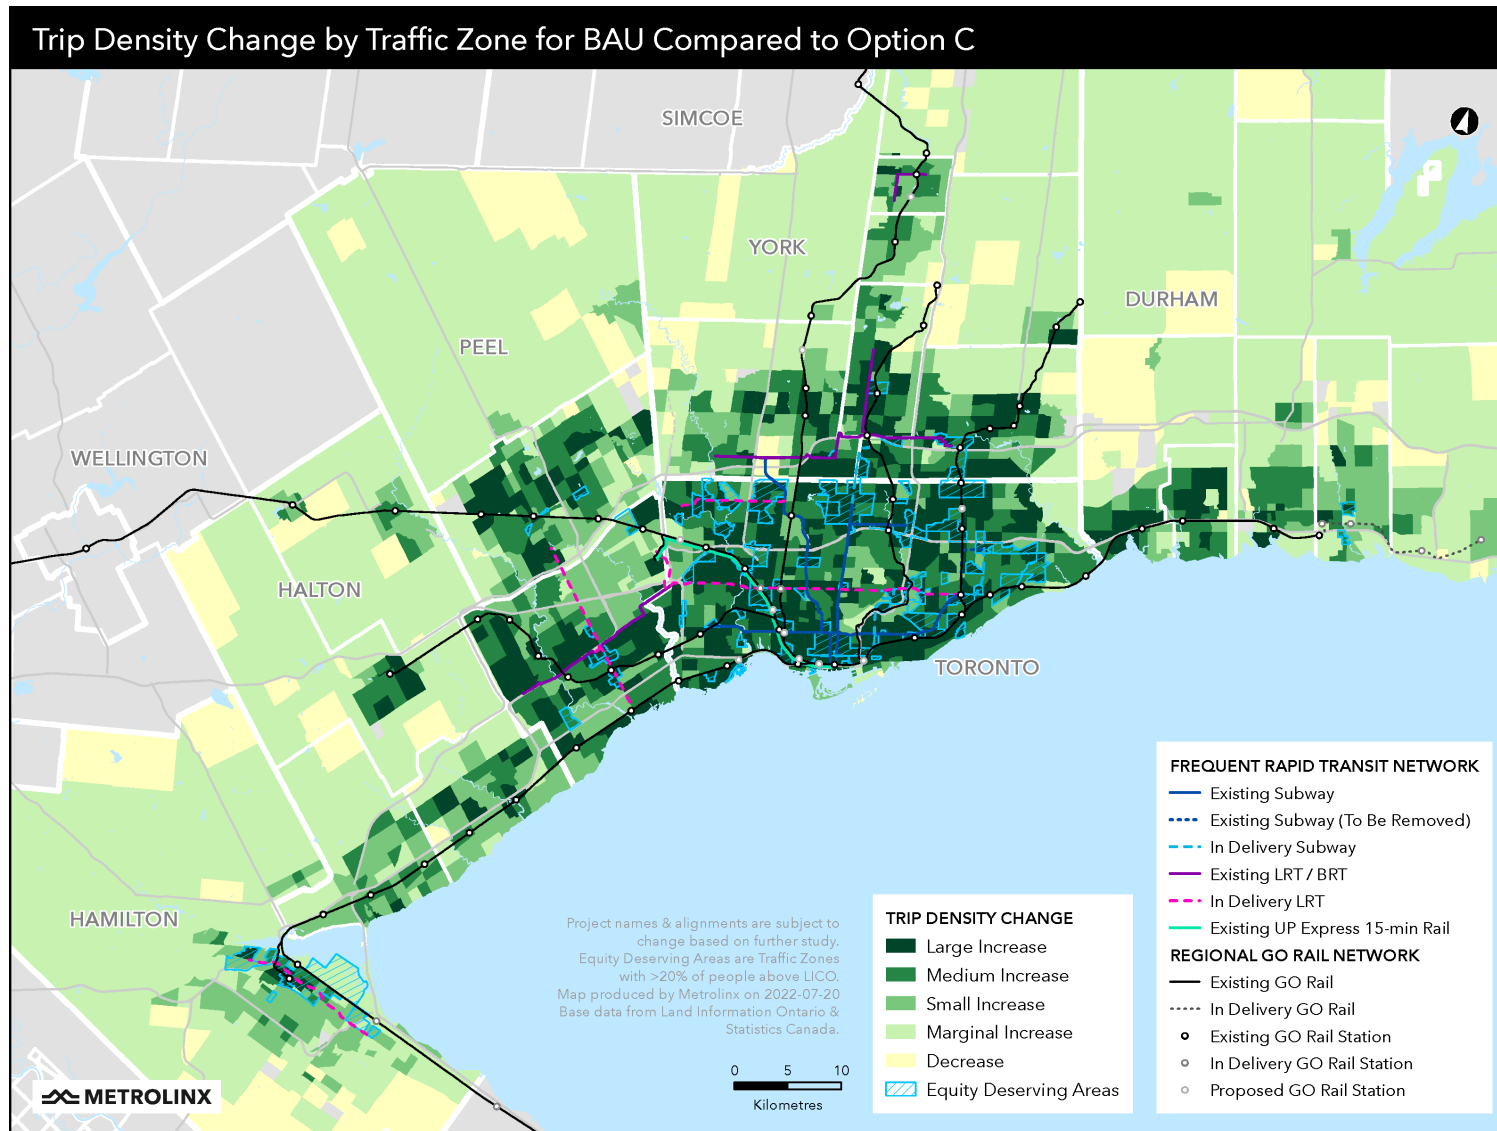 Trip Density Change by Traffic Zone for BAU Compared to Option C
SIMCOE
YORK
DURHAM
PEEL
WELLINGTON
HALTON
TORONTO
HAMILTON
Project names & alignments are subject to
change based on further study.
Equity Deserving Areas are Traffic Zones
with >20% of people above LICO.
Map produced by Metrolinx on 2022-07-20
Base data from Land Information Ontario &
Statistics Canada.
0 5 10
Kilometres
TRIP DENSITY CHANGE
Large Increase
Medium Increase
Small Increase
Marginal Increase
Decrease
Equity Deserving Areas
FREQUENT RAPID TRANSIT NETWORK
Existing Subway
Existing Subway (To Be Removed)
In Delivery Subway
Existing LRT / BRT
In Delivery LRT
Existing UP Express 15-min Rail
REGIONAL GO RAIL NETWORK
Existing GO Rail
In Delivery GO Rail
Existing GO Rail Station
In Delivery GO Rail Station
Proposed GO Rail Station
METROLINX